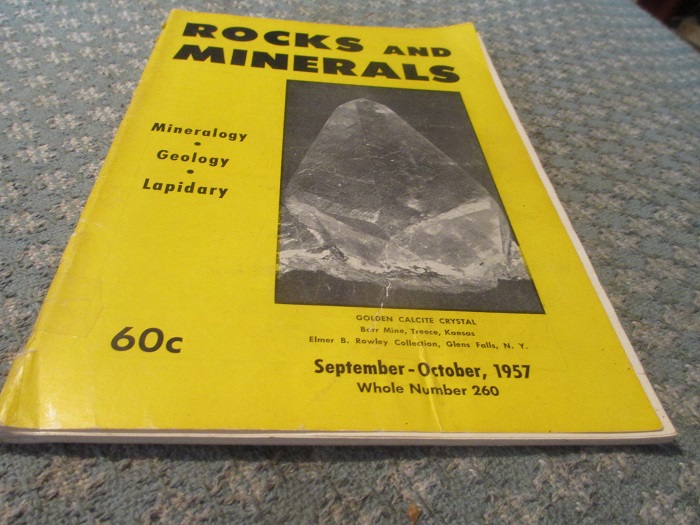 ROCKS AND
MINERALS
Mineralogy
•
Geology
•
Lapidary
GOLDEN CALCITE CRYSTAL
Barr Mine, Treece, Kansas
Elmer B. Rowley Collection, Glens Falls, N. Y.
60c
September-October, 1957
Whole Number 260